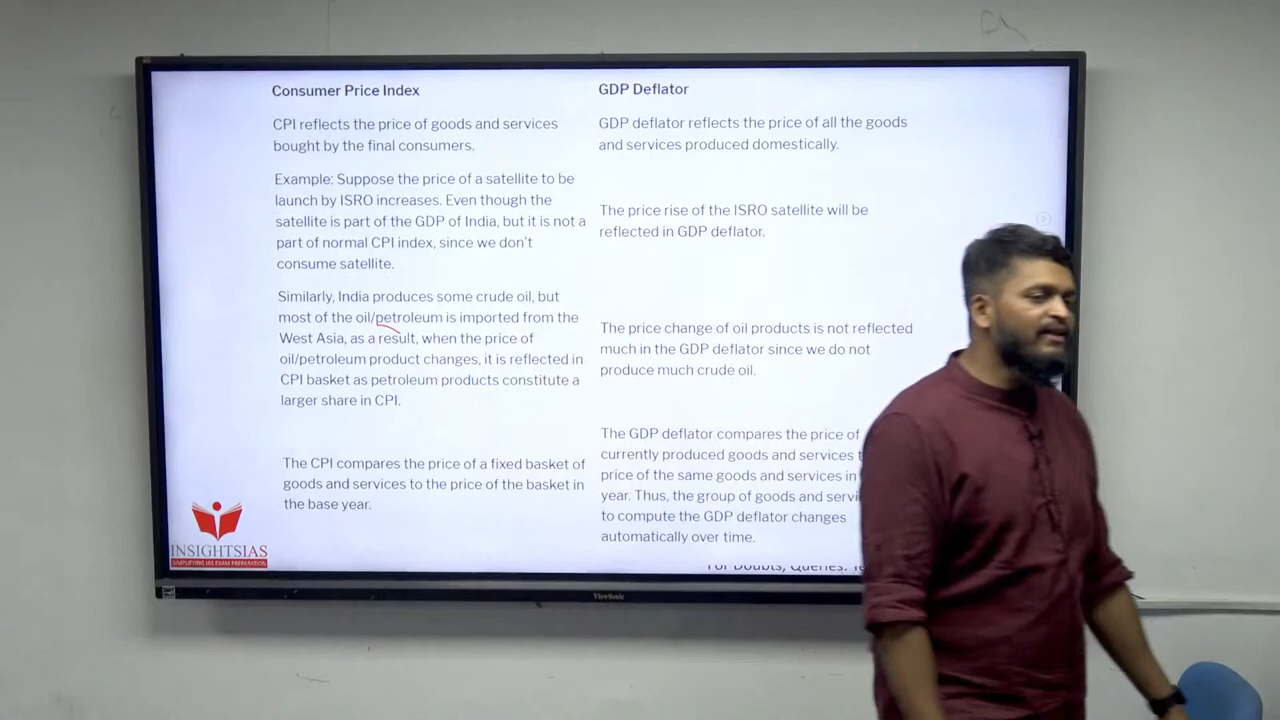 Consumer Price Index
CPI reflects the price of goods and services
bought by the final consumers.
Example: Suppose the price of a satellite to be
launch by ISRO increases. Even though the
satellite is part of the GDP of India, but it is not a
part of normal CPI index, since we don't
consume satellite.
Similarly, India produces some crude oil, but
most of the oil/petroleum is imported from the
West Asia, as a result, when the price of
oil/petroleum product changes, it is reflected in
CPI basket as petroleum products constitute a
larger share in CPI.
The CPI compares the price of a fixed basket of
goods and services to the price of the basket in
the base year.
GDP Deflator
GDP deflator reflects the price of all the goods
and services produced domestically.
The price rise of the ISRO satellite will be
reflected in GDP deflator.
The price change of oil products is not reflected
much in the GDP deflator since we do not
produce much crude oil.
The GDP deflator compares the price of
currently produced goods and services
price of the same goods and services in
year. Thus, the group of goods and
to compute the GDP deflator changes
automatically over time.
For Doubts, Queries:
INSIGHTSIAS
SIMPLIFYING IAS EXAM PREPARATION
ViewSonic